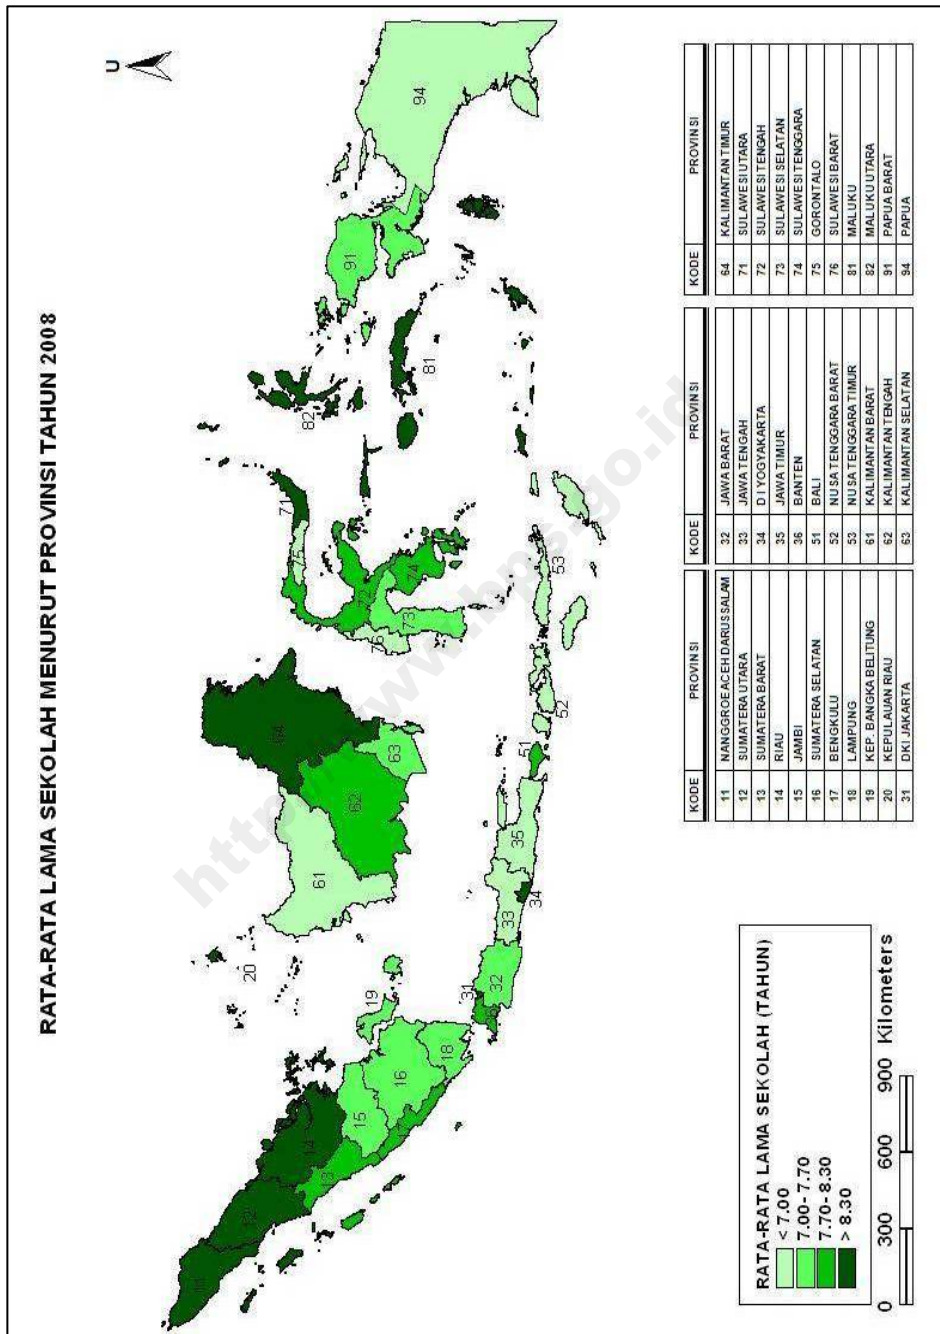 RATA-RATA LAMA SEKOLAH MENURUT PROVINSI TAHUN 2008
U
11
12
13
14
15
16
18
19
20
31
32
33
34
35
51
52
53
61
62
63
64
71
72
73
74
75
76
81
82
91
94
http://www.bps.go.id
RATA-RATA LAMA SEKOLAH (TAHUN)
< 7.00
7.00 - 7.70
7.70 - 8.30
> 8.30
0 300 600 900 Kilometers
KODE PROVINSI
11 NANGGROE ACEH DARUSSALAM
12 SUMATERA UTARA
13 SUMATERA BARAT
14 RIAU
15 JAMBI
16 SUMATERA SELATAN
17 BENGKULU
18 LAMPUNG
19 KEP. BANGKA BELITUNG
20 KEPULAUAN RIAU
31 DKI JAKARTA
KODE PROVINSI
32 JAWA BARAT
33 JAWA TENGAH
34 D I YOGYAKARTA
35 JAWA TIMUR
36 BANTEN
51 BALI
52 NUSA TENGGARA BARAT
53 NUSA TENGGARA TIMUR
61 KALIMANTAN BARAT
62 KALIMANTAN TENGAH
63 KALIMANTAN SELATAN
KODE PROVINSI
64 KALIMANTAN TIMUR
71 SULAWESI UTARA
72 SULAWESI TENGAH
73 SULAWESI SELATAN
74 SULAWESI TENGGARA
75 GORONTALO
76 SULAWESI BARAT
81 MALUKU
82 MALUKU UTARA
91 PAPUA BARAT
94 PAPUA